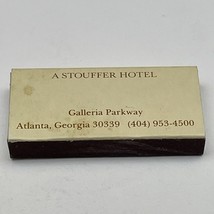 A STOUFFER HOTEL
Galleria Parkway
Atlanta, Georgia 30339 (404) 953-4500